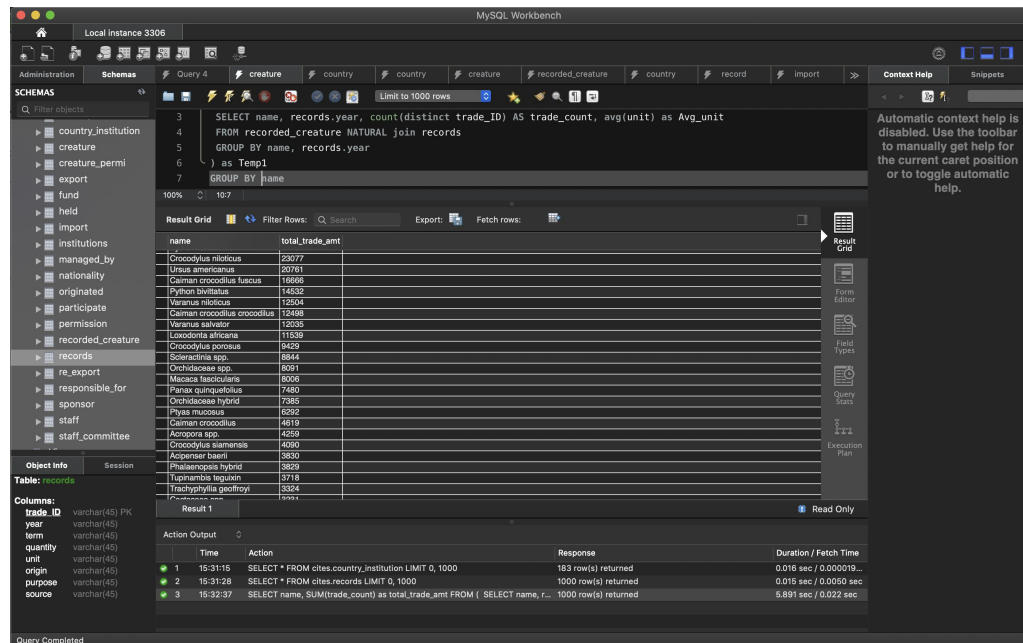 MySQL Workbench
Local instance 3306
Administration
Schemas
Query 4
creature
country
country
creature
recorded_creature
country
record
import
Context Help
Snippets
SCHEMAS
Filter objects
country_institution
creature
creature_permi
export
fund
held
import
institutions
managed_by
nationality
originated
participate
permission
recorded_creature
records
re_export
responsible_for
sponsor
staff
staff_committee
Object Info
Session
Table: records
Columns:
trade_ID varchar(45) PK
year varchar(45)
term varchar(45)
quantity varchar(45)
unit varchar(45)
origin varchar(45)
purpose varchar(45)
source varchar(45)
Query Completed
Limit to 1000 rows
3 SELECT name, records.year, count(distinct trade_ID) AS trade_count, avg(unit) as Avg_unit
4 FROM recorded_creature NATURAL join records
5 GROUP BY name, records.year
6 ) as Temp1
7 GROUP BY name
100% 10:7
Result Grid Filter Rows: Search Export: Fetch rows:
name total_trade_amt
Crocodylus niloticus 23077
Ursus americanus 20761
Caiman crocodilus fuscus 16666
Python bivittatus 14532
Varanus niloticus 12504
Caiman crocodilus crocodilus 12498
Varanus salvator 12035
Loxodonta africana 11539
Crocodylus porosus 9429
Scleractinia spp. 8844
Orchidaceae spp. 8091
Macaca fascicularis 8006
Panax quinquefolius 7480
Orchidaceae hybrid 7385
Ptyas mucosus 6292
Caiman crocodilus 4619
Acropora spp. 4259
Crocodylus siamensis 4090
Acipenser baerii 3830
Phalaenopsis hybrid 3829
Tupinambis teguixin 3718
Trachyphyllia geoffroyi 3324
Result
Grid
Form
Editor
Field
Types
Query
Stats
Execution
Plan
Result 1
Read Only
Action Output
Time Action Response Duration / Fetch Time
1 15:31:15 SELECT * FROM cites.country_institution LIMIT 0, 1000 183 row(s) returned 0.016 sec / 0.000019...
2 15:31:28 SELECT * FROM cites.records LIMIT 0, 1000 1000 row(s) returned 0.015 sec / 0.0050 sec
3 15:32:37 SELECT name, SUM(trade_count) as total_trade_amt FROM ( SELECT name, r... 1000 row(s) returned 5.891 sec / 0.022 sec
Automatic context help is
disabled. Use the toolbar
to manually get help for
the current caret position
or to toggle automatic
help.